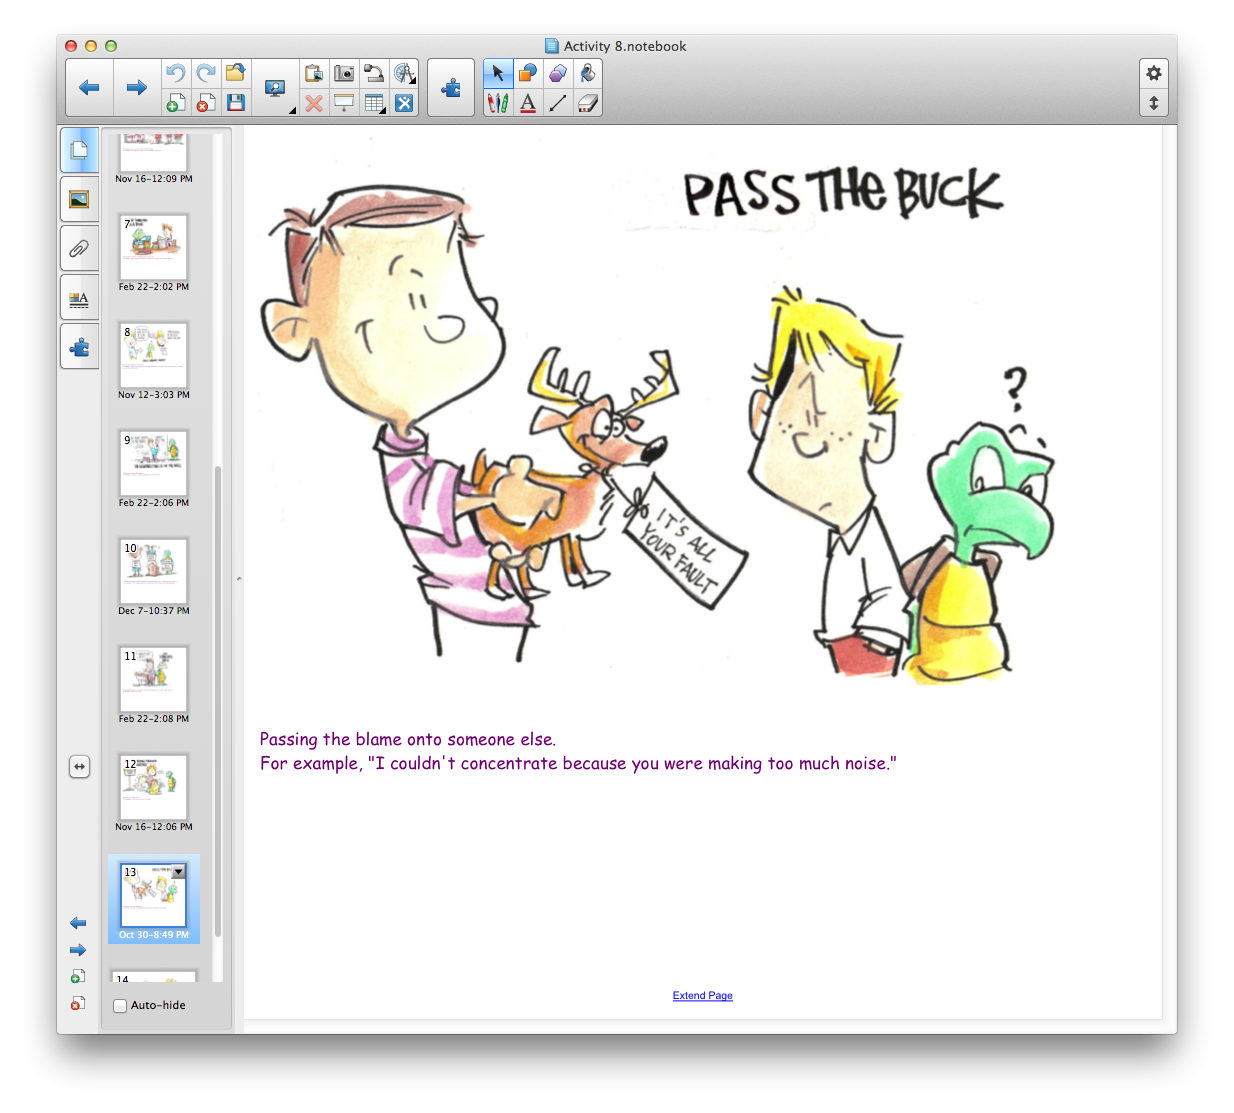 Activity 8.notebook
Nov 16-12:09 PM
7
Feb 22-2:02 PM
8
Nov 12-3:03 PM
9
Feb 22-2:06 PM
10
Dec 7-10:37 PM
11
Feb 22-2:08 PM
12
Nov 16-12:06 PM
13
Oct 30-8:49 PM
14
Auto-hide
PASS THE BUCK
?
IT'S ALL
YOUR FAULT
Passing the blame onto someone else.
For example, "I couldn't concentrate because you were making too much noise."
Extend Page